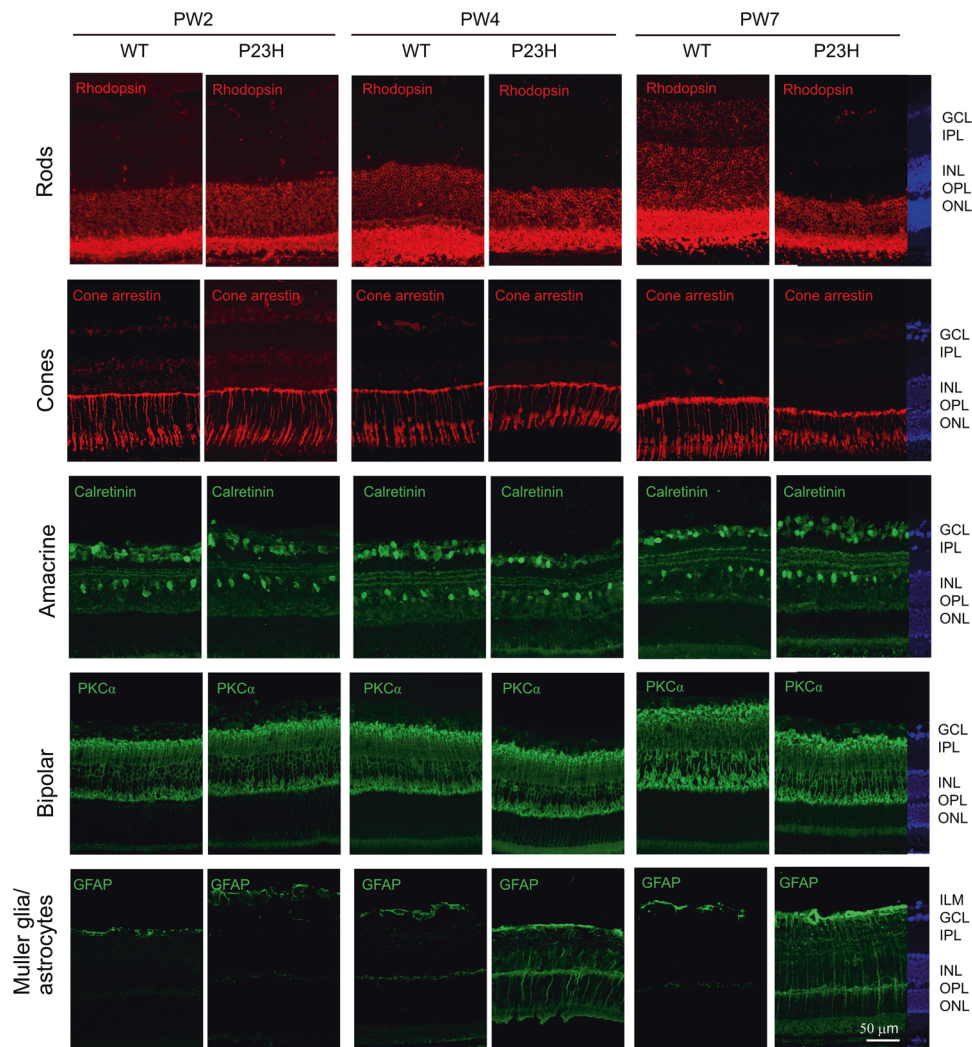 PW2 PW4 PW7
WT P23H WT P23H WT P23H
Rods
Rhodopsin Rhodopsin Rhodopsin Rhodopsin Rhodopsin Rhodopsin
GCL
IPL
INL
OPL
ONL
Cones
Cone arrestin Cone arrestin Cone arrestin Cone arrestin Cone arrestin Cone arrestin
GCL
IPL
INL
OPL
ONL
Amacrine
Calretinin Calretinin Calretinin Calretinin Calretinin Calretinin
GCL
IPL
INL
OPL
ONL
Bipolar
PKCα PKCα PKCα PKCα PKCα PKCα
GCL
IPL
INL
OPL
ONL
Muller glia/
astrocytes
GFAP GFAP GFAP GFAP GFAP GFAP
ILM
GCL
IPL
INL
OPL
ONL
50 μm